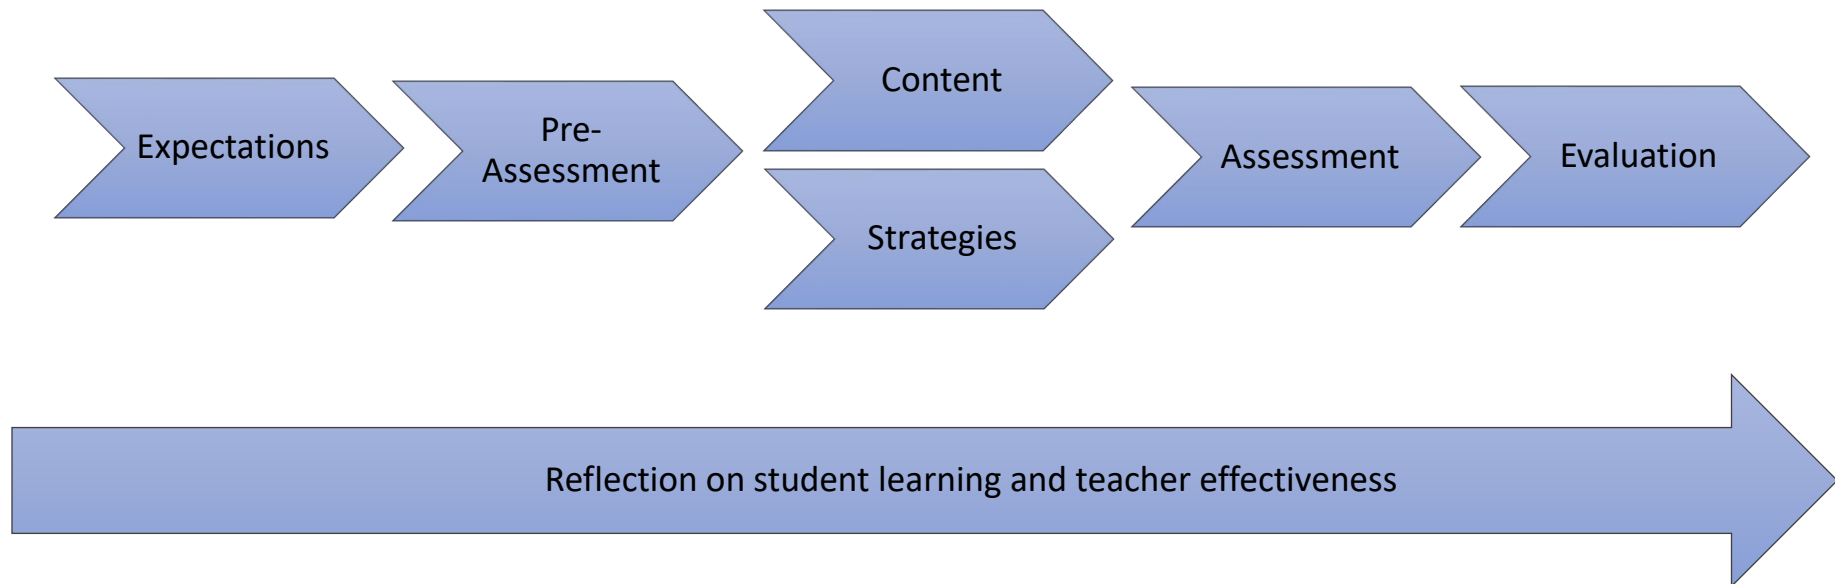 Expectations
Pre-
Assessment
Content
Strategies
Assessment
Evaluation
Reflection on student learning and teacher effectiveness